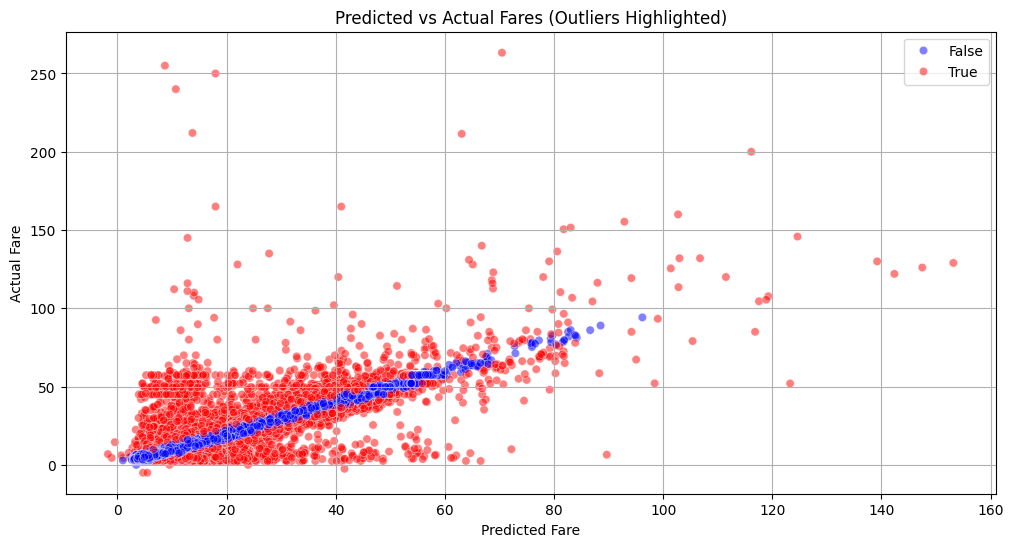 Predicted vs Actual Fares (Outliers Highlighted)
False
True
250
200
150
100
50
0
Actual Fare
0 20 40 60 80 100 120 140 160
Predicted Fare